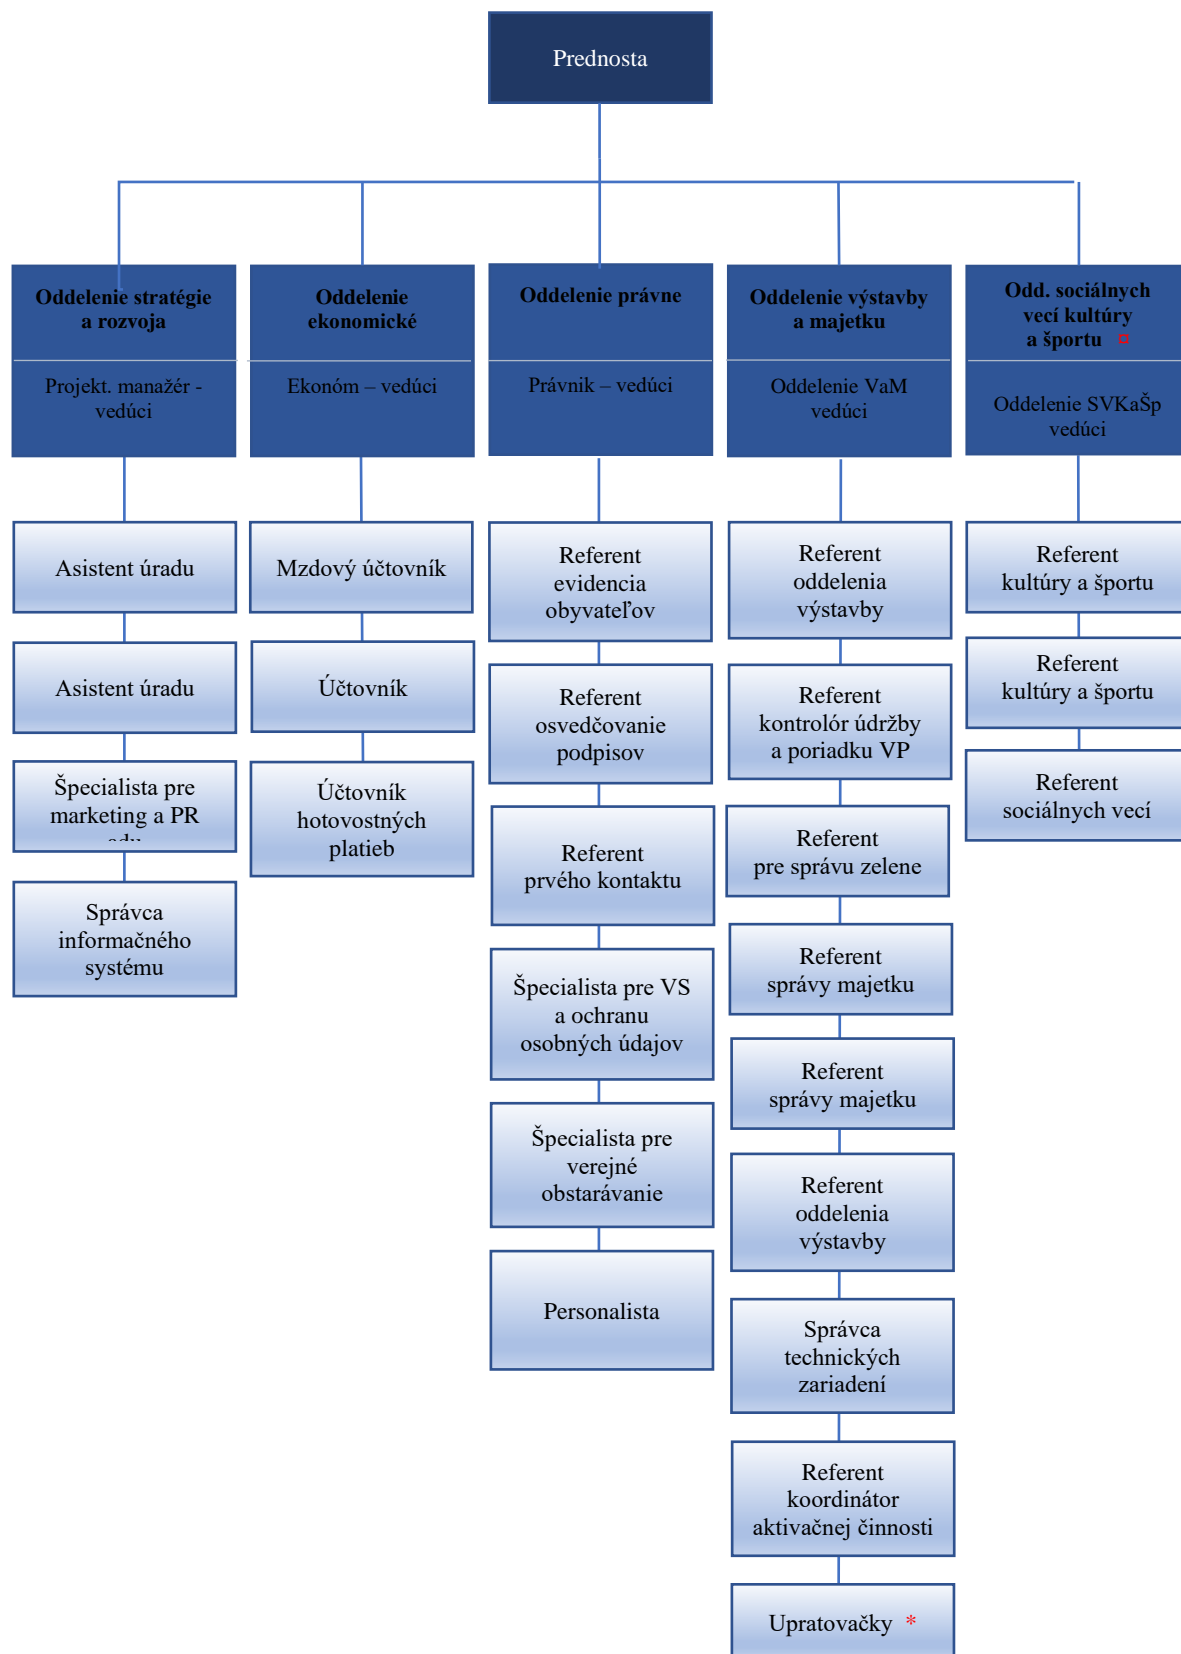 Prednosta
Oddelenie stratégie
a rozvoja
Projekt. manažér -
vedúci
Oddelenie
ekonomické
Ekonóm – vedúci
Oddelenie právne
Právnik – vedúci
Oddelenie výstavby
a majetku
Oddelenie VaM
vedúci
Odd. sociálnych
vecí kultúry
a športu ¤
Oddelenie SVKaŠp
vedúci
Asistent úradu
Asistent úradu
Špecialista pre
marketing a PR
Správca
informačného
systému
Mzdový účtovník
Účtovník
Účtovník
hotovostných
platieb
Referent
evidencia
obyvateľov
Referent
osvedčovanie
podpisov
Referent
prvého kontaktu
Špecialista pre VS
a ochranu
osobných údajov
Špecialista pre
verejné
obstarávanie
Personalista
Referent
oddelenia
výstavby
Referent
kontrolór údržby
a poriadku VP
Referent
pre správu zelene
Referent
správy majetku
Referent
správy majetku
Referent
oddelenia
výstavby
Správca
technických
zariadení
Referent
koordinátor
aktivačnej činnosti
Upratovačky *
Referent
kultúry a športu
Referent
kultúry a športu
Referent
sociálnych vecí